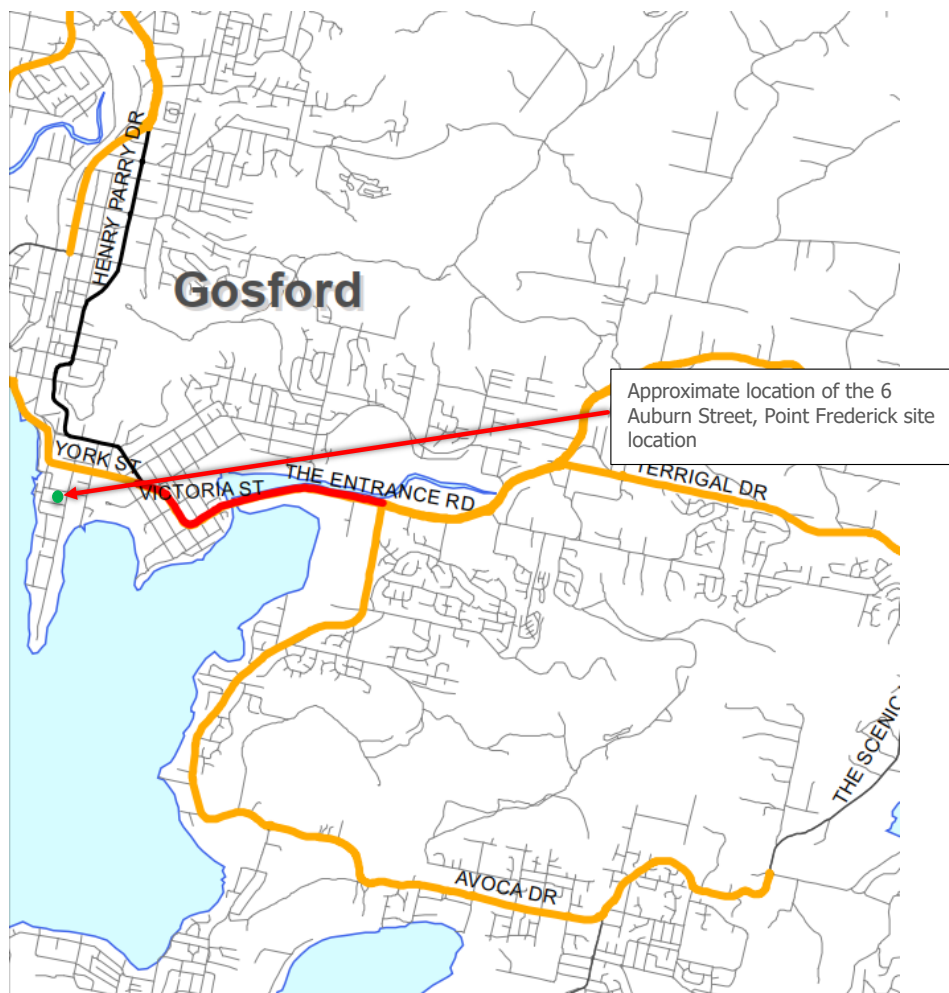 HENRY PARRY DR
Gosford
Approximate location of the 6
Auburn Street, Point Frederick site
location
YORK ST
VICTORIA ST
THE ENTRANCE RD
TERRIGAL DR
THE SCENIC
AVOCA DR